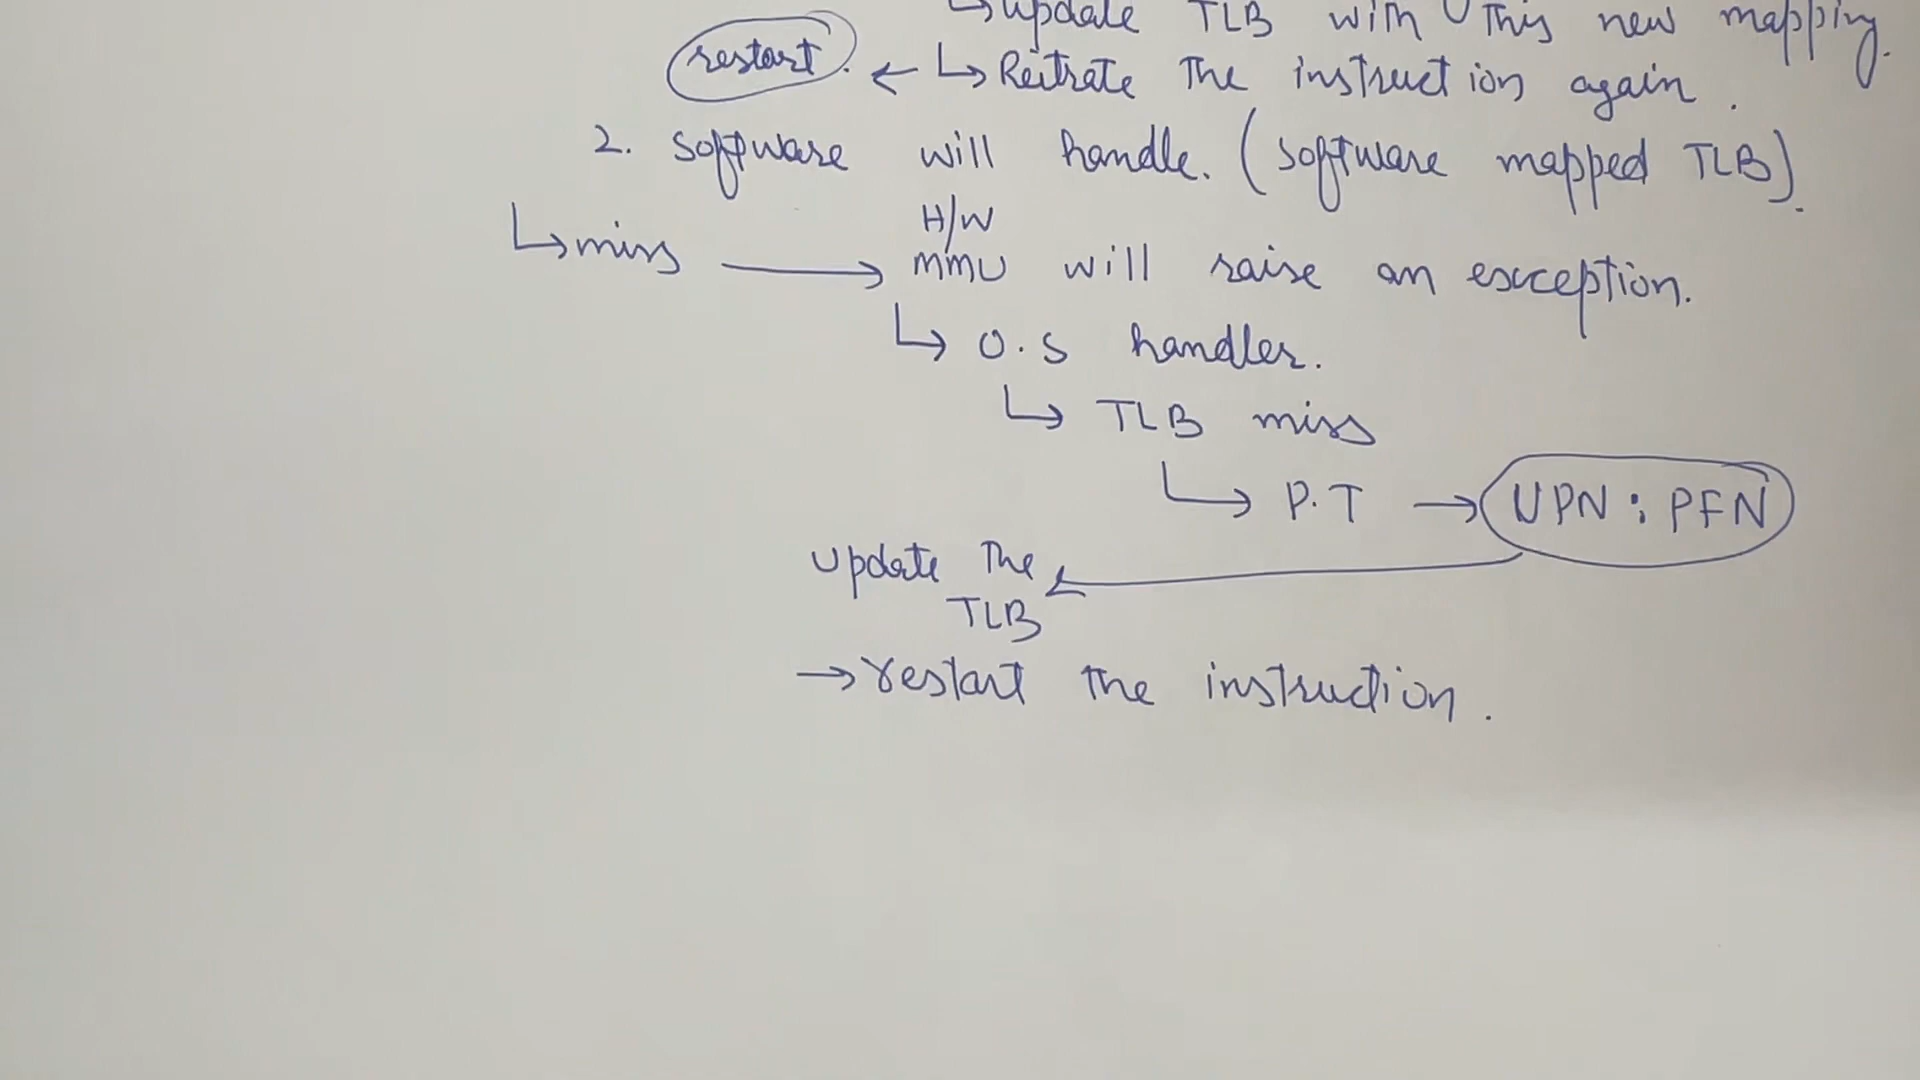 ↳ update TLB with this new mapping.
restart. ← ↳ Reitrate the instruction again.
2. Software will handle. (Software mapped TLB).
↳ miss → H/W MMU will raise an exception.
↳ O.S handler.
↳ TLB miss
↳ P.T → VPN : PFN
Update the
TLB
→ restart the instruction.